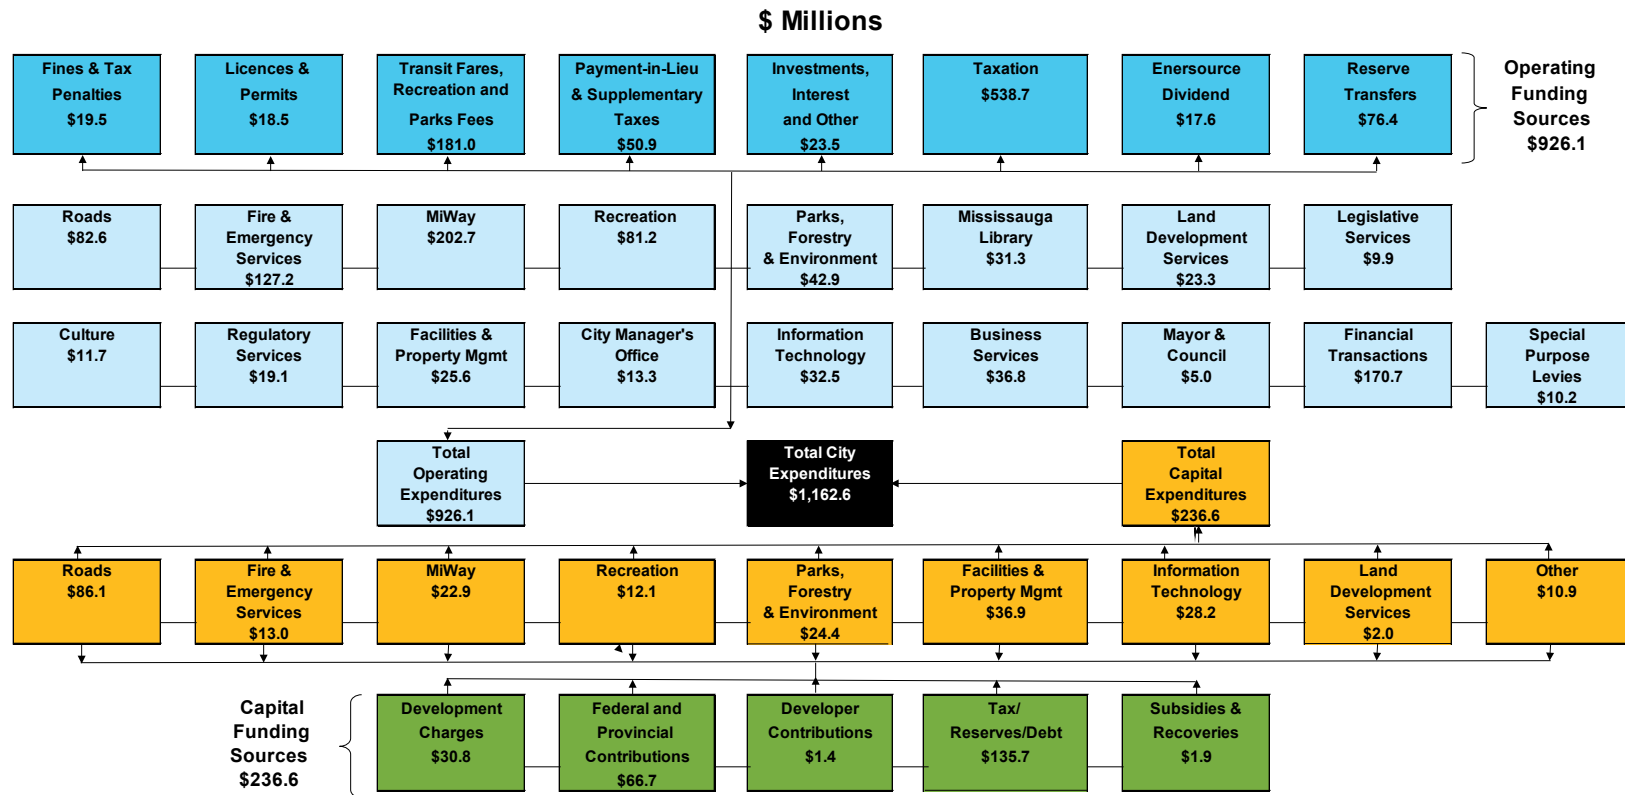 $ Millions
Fines & Tax
Penalties
$19.5
Licences &
Permits
$18.5
Transit Fares,
Recreation and
Parks Fees
$181.0
Payment-in-Lieu
& Supplementary
Taxes
$50.9
Investments,
Interest
and Other
$23.5
Taxation
$538.7
Enersource
Dividend
$17.6
Reserve
Transfers
$76.4
Operating
Funding
Sources
$926.1
Roads
$82.6
Fire &
Emergency
Services
$127.2
MiWay
$202.7
Recreation
$81.2
Parks,
Forestry
& Environment
$42.9
Mississauga
Library
$31.3
Land
Development
Services
$23.3
Legislative
Services
$9.9
Culture
$11.7
Regulatory
Services
$19.1
Facilities &
Property Mgmt
$25.6
City Manager's
Office
$13.3
Information
Technology
$32.5
Business
Services
$36.8
Mayor &
Council
$5.0
Financial
Transactions
$170.7
Special
Purpose
Levies
$10.2
Total
Operating
Expenditures
$926.1
Total City
Expenditures
$1,162.6
Total
Capital
Expenditures
$236.6
Roads
$86.1
Fire &
Emergency
Services
$13.0
MiWay
$22.9
Recreation
$12.1
Parks,
Forestry
& Environment
$24.4
Facilities &
Property Mgmt
$36.9
Information
Technology
$28.2
Land
Development
Services
$2.0
Other
$10.9
Capital
Funding
Sources
$236.6
Development
Charges
$30.8
Federal and
Provincial
Contributions
$66.7
Developer
Contributions
$1.4
Tax/
Reserves/Debt
$135.7
Subsidies &
Recoveries
$1.9